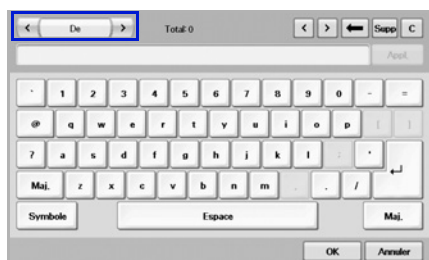 < De > Total: 0 < > ← Supp C
Appl.
` 1 2 3 4 5 6 7 8 9 0 - =
@ q w e r t y u i o p [ ]
? a s d f g h j k l ; '
Maj. z x c v b n m , . /
Symbole Espace Maj.
OK Annuler